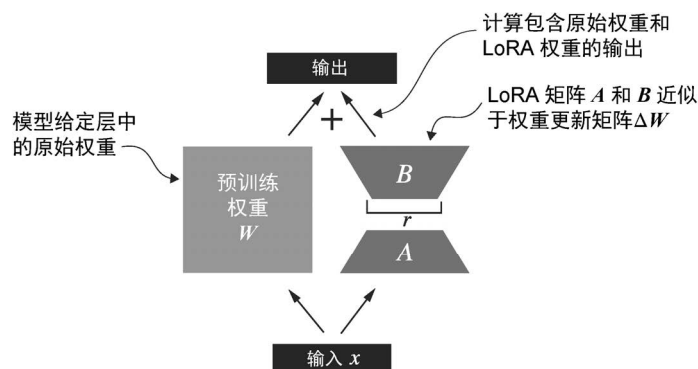 计算包含原始权重和
LoRA 权重的输出
输出
LoRA 矩阵 A 和 B 近似
于权重更新矩阵ΔW
模型给定层中
的原始权重
+
预训练
权重
W
B
r
A
输入 x